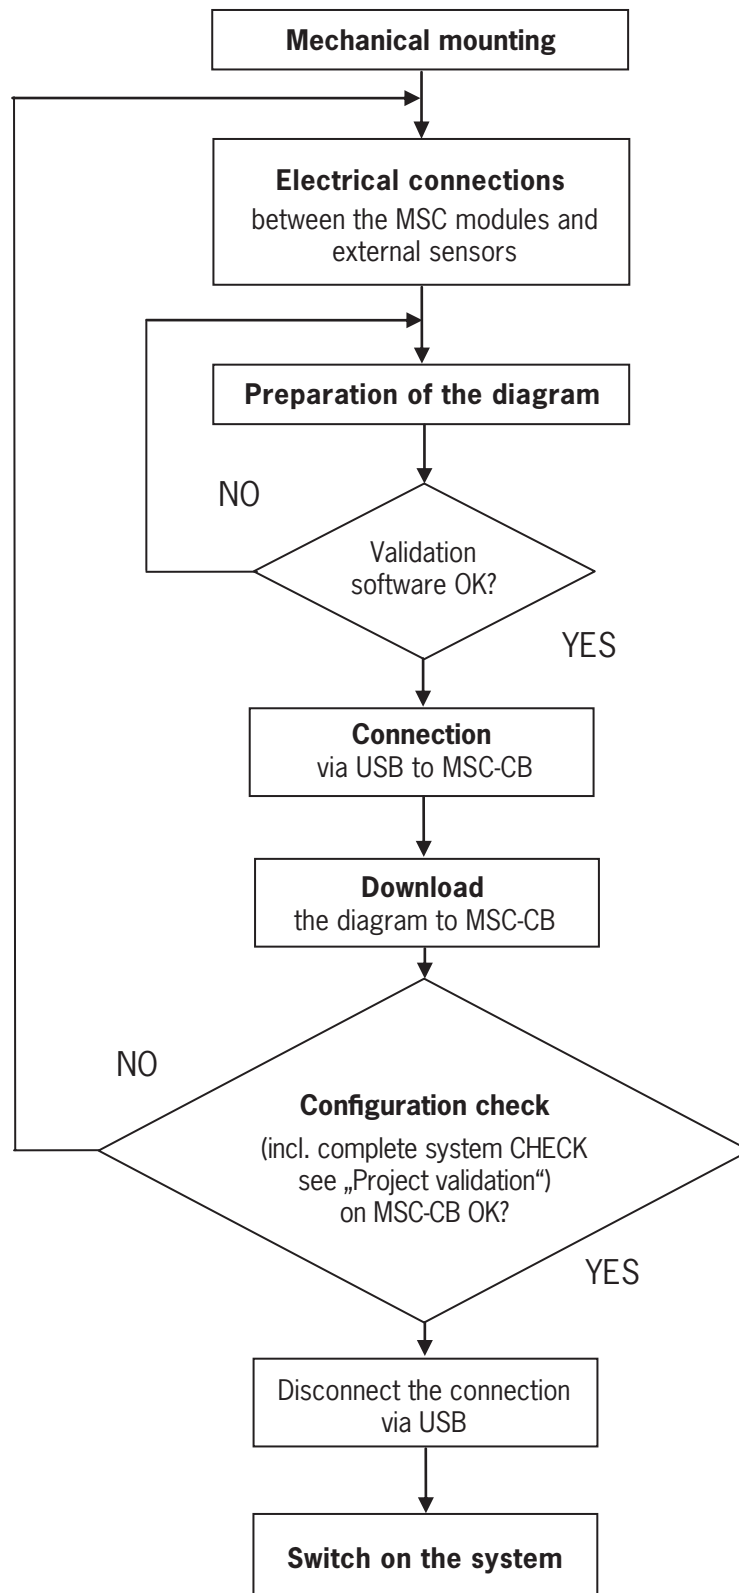 Mechanical mounting
Electrical connections
between the MSC modules and
external sensors
Preparation of the diagram
NO
Validation
software OK?
YES
Connection
via USB to MSC-CB
Download
the diagram to MSC-CB
NO
Configuration check
(incl. complete system CHECK
see „Project validation“)
on MSC-CB OK?
YES
Disconnect the connection
via USB
Switch on the system